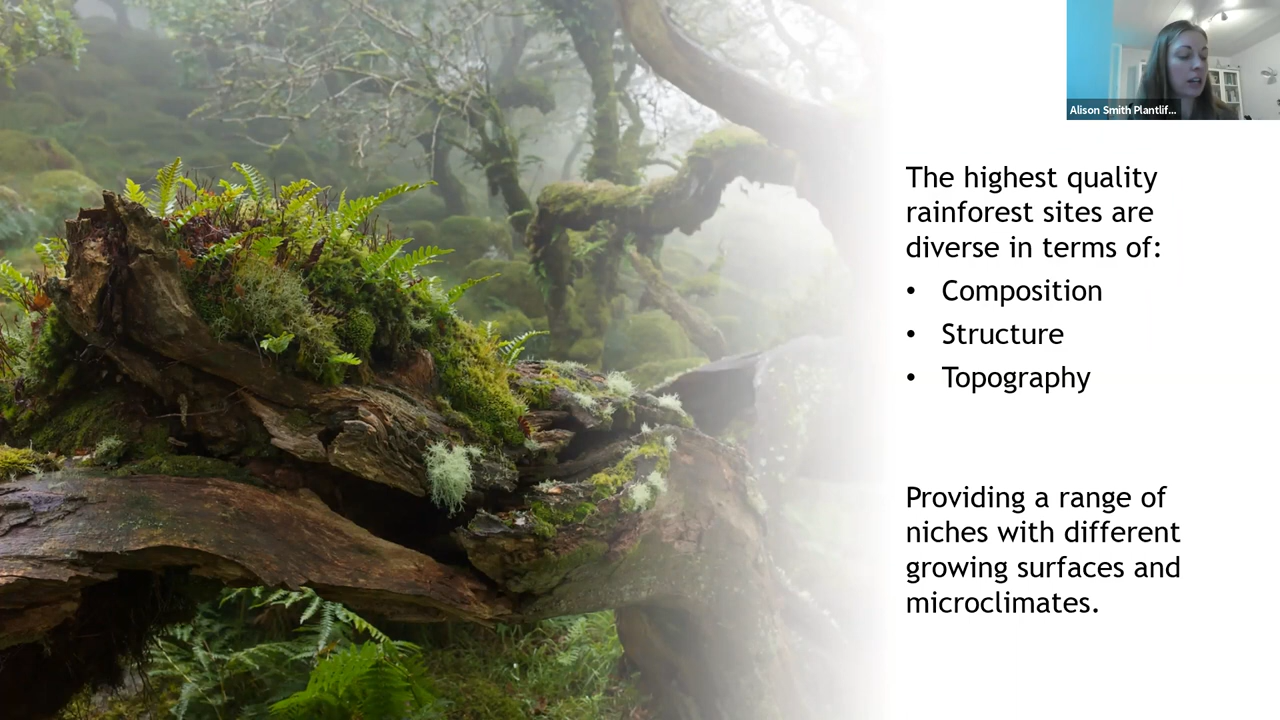 Alison Smith Plantlif...
The highest quality
rainforest sites are
diverse in terms of:
• Composition
• Structure
• Topography
Providing a range of
niches with different
growing surfaces and
microclimates.